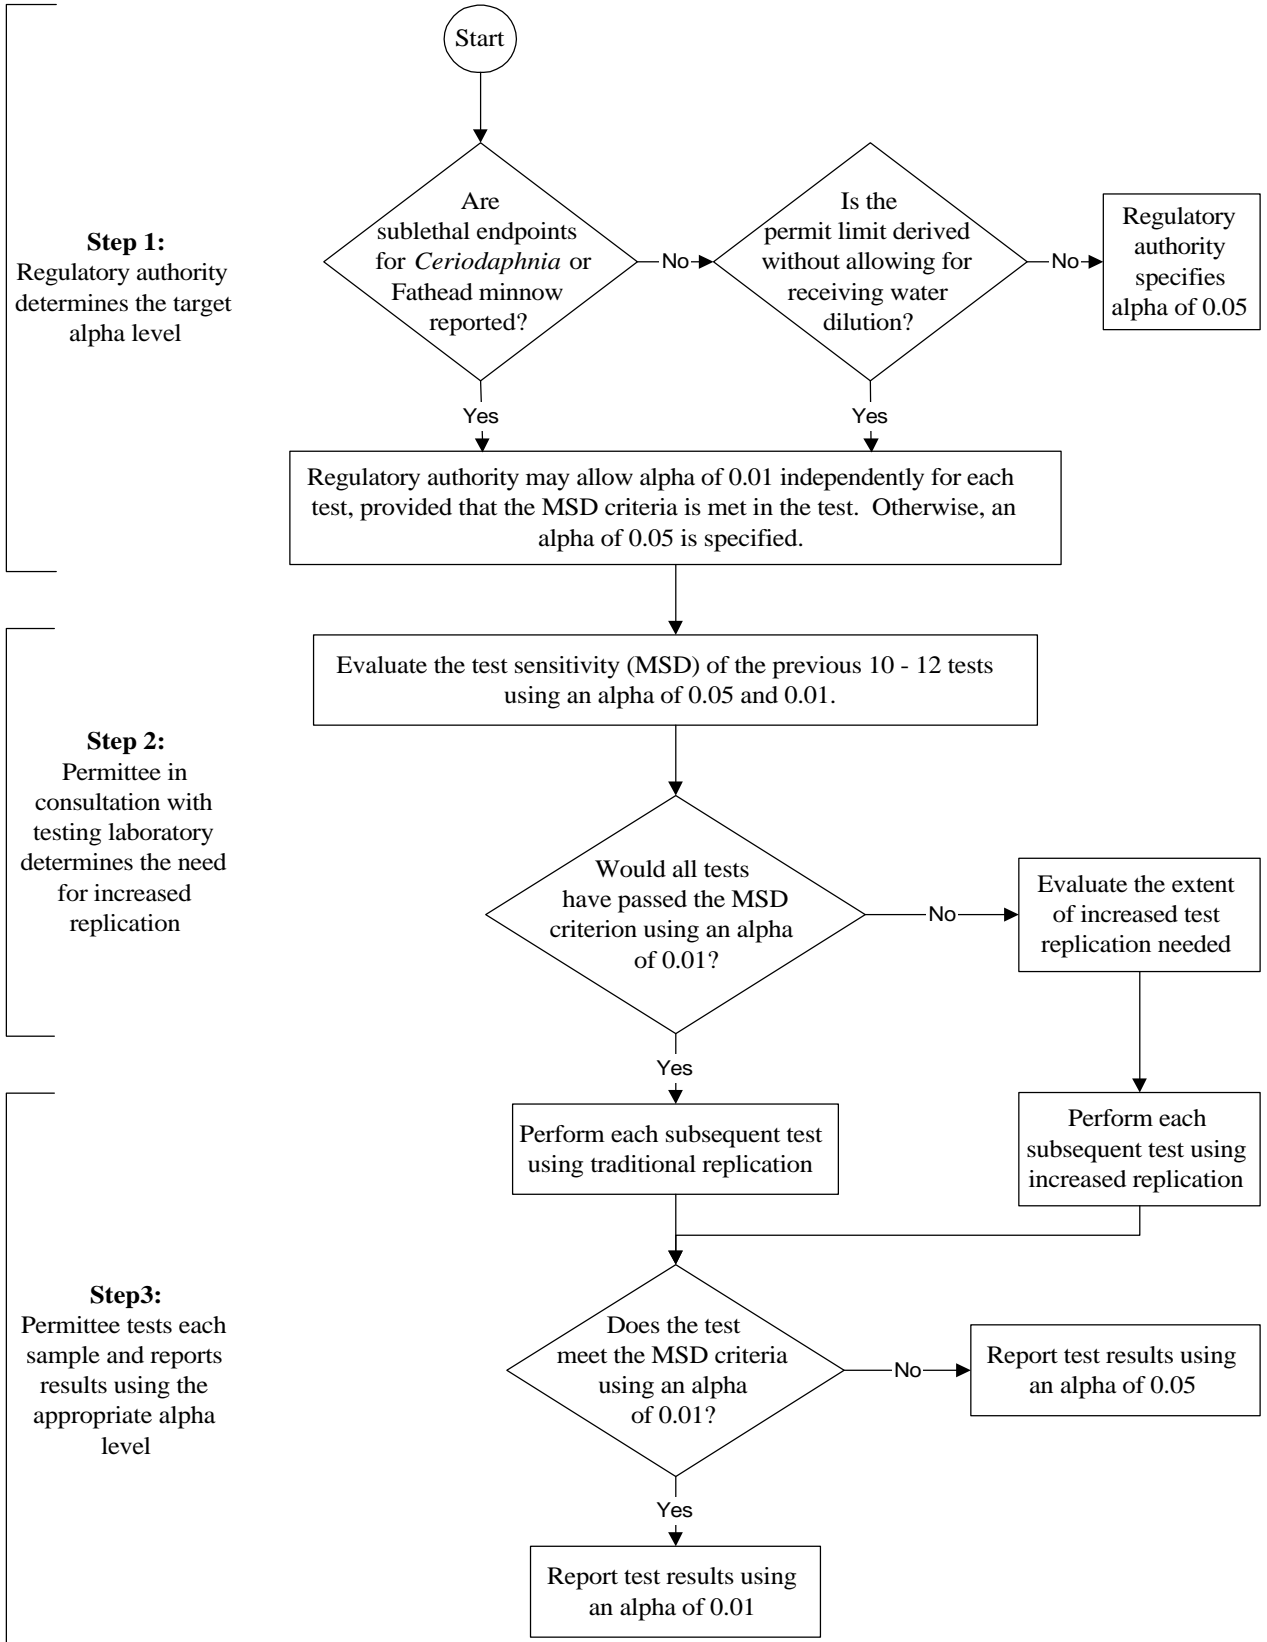 Start
Step 1:
Regulatory authority
determines the target
alpha level
Are
sublethal endpoints
for Ceriodaphnia or
Fathead minnow
reported?
No
Is the
permit limit derived
without allowing for
receiving water
dilution?
No
Regulatory
authority
specifies
alpha of 0.05
Yes
Yes
Regulatory authority may allow alpha of 0.01 independently for each
test, provided that the MSD criteria is met in the test.  Otherwise, an
alpha of 0.05 is specified.
Step 2:
Permittee in
consultation with
testing laboratory
determines the need
for increased
replication
Evaluate the test sensitivity (MSD) of the previous 10 - 12 tests
using an alpha of 0.05 and 0.01.
Would all tests
have passed the MSD
criterion using an alpha
of 0.01?
No
Evaluate the extent
of increased test
replication needed
Yes
Perform each subsequent test
using traditional replication
Perform each
subsequent test using
increased replication
Step3:
Permittee tests each
sample and reports
results using the
appropriate alpha
level
Does the test
meet the MSD criteria
using an alpha
of 0.01?
No
Report test results using
an alpha of 0.05
Yes
Report test results using
an alpha of 0.01